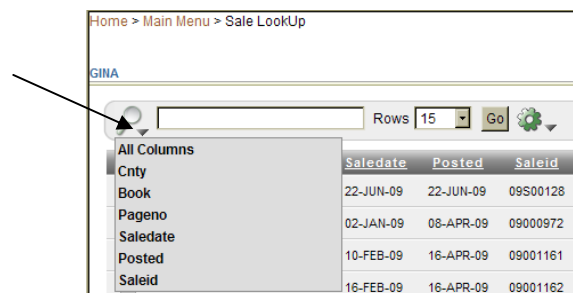 Home > Main Menu > Sale LookUp
GINA
Rows 15 Go
All Columns
Cnty
Book
Pageno
Saledate
Posted
Saleid
Saledate Posted Saleid
22-JUN-09 22-JUN-09 09S00128
02-JAN-09 08-APR-09 09000972
10-FEB-09 16-APR-09 09001161
16-FEB-09 16-APR-09 09001162